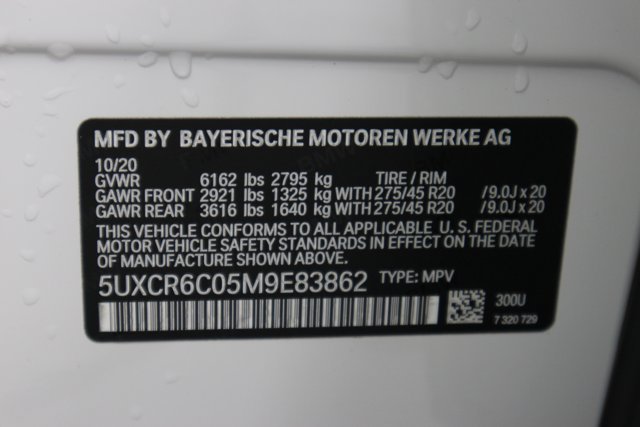 MFD BY BAYERISCHE MOTOREN WERKE AG
10/20
GVWR 6162 lbs 2795 kg TIRE / RIM
GAWR FRONT 2921 lbs 1325 kg WITH 275/45 R20 /9.0J x 20
GAWR REAR 3616 lbs 1640 kg WITH 275/45 R20 /9.0J x 20
THIS VEHICLE CONFORMS TO ALL APPLICABLE U. S. FEDERAL
MOTOR VEHICLE SAFETY STANDARDS IN EFFECT ON THE DATE
OF MANUFACTURE SHOWN ABOVE.
5UXCR6C05M9E83862 TYPE: MPV
300U
7 320 729